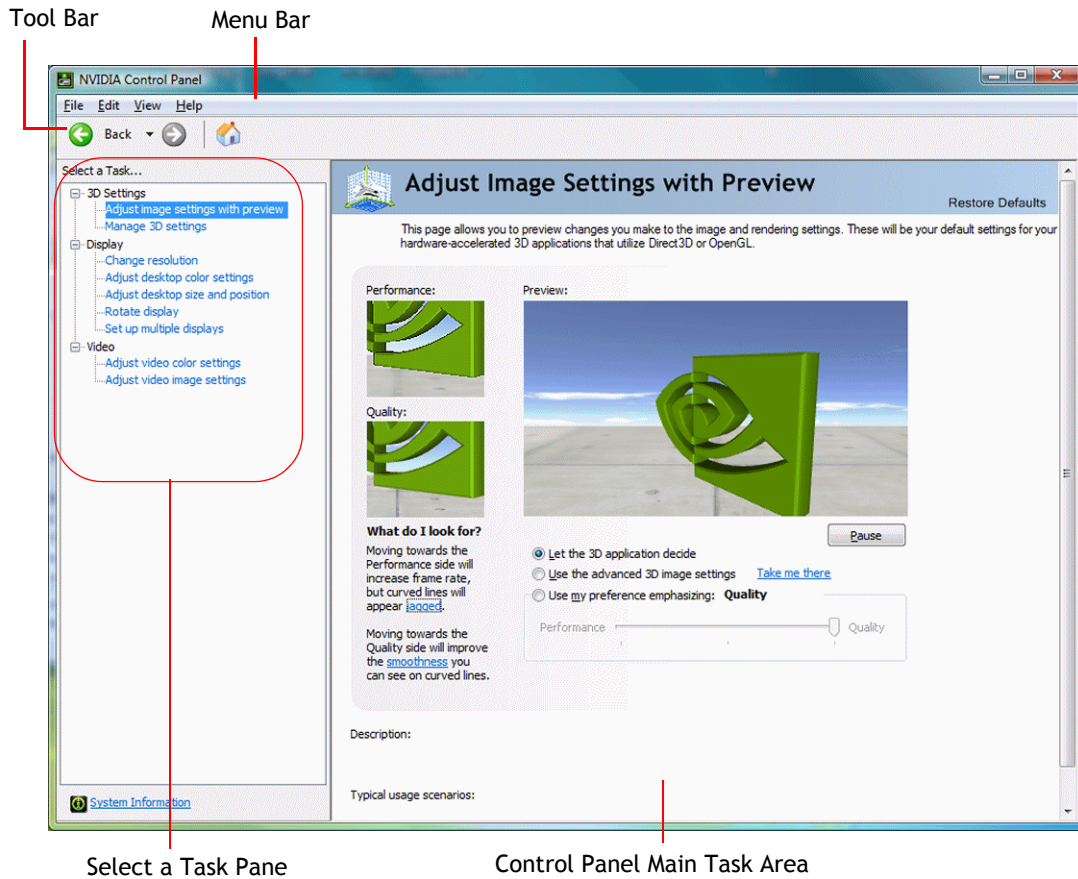 Tool Bar
Menu Bar
NVIDIA Control Panel
File Edit View Help
Back
Select a Task...
3D Settings
Adjust image settings with preview
Manage 3D settings
Display
Change resolution
Adjust desktop color settings
Adjust desktop size and position
Rotate display
Set up multiple displays
Video
Adjust video color settings
Adjust video image settings
System Information
Adjust Image Settings with Preview
Restore Defaults
This page allows you to preview changes you make to the image and rendering settings. These will be your default settings for your
hardware-accelerated 3D applications that utilize Direct3D or OpenGL.
Performance:
Quality:
What do I look for?
Moving towards the
Performance side will
increase frame rate,
but curved lines will
appear jagged.
Moving towards the
Quality side will improve
the smoothness you
can see on curved lines.
Preview:
Pause
Let the 3D application decide
Use the advanced 3D image settings Take me there
Use my preference emphasizing: Quality
Performance Quality
Description:
Typical usage scenarios:
Select a Task Pane
Control Panel Main Task Area